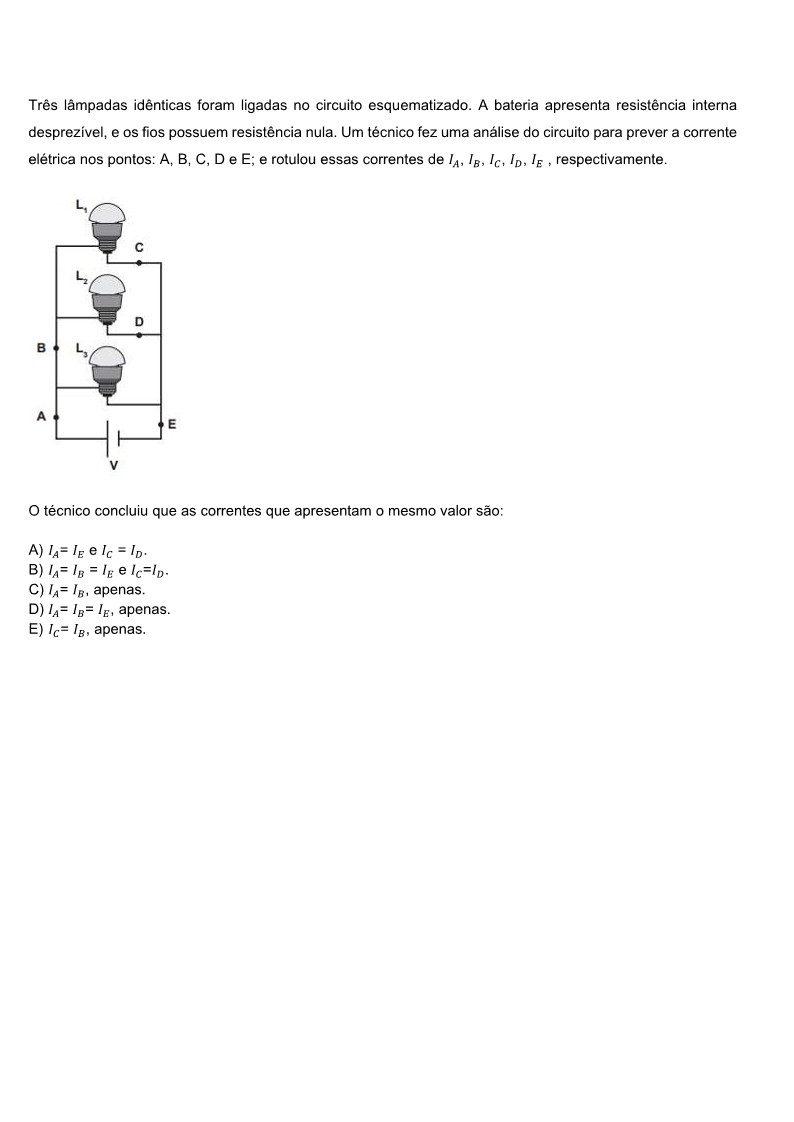 Três lâmpadas idênticas foram ligadas no circuito esquematizado. A bateria apresenta resistência interna
desprezível, e os fios possuem resistência nula. Um técnico fez uma análise do circuito para prever a corrente
elétrica nos pontos: A, B, C, D e E; e rotulou essas correntes de I_A, I_B, I_C, I_D, I_E , respectivamente.
L₁
C
L₂
D
B
L₃
A
E
V
O técnico concluiu que as correntes que apresentam o mesmo valor são:
A) I_A= I_E e I_C = I_D.
B) I_A= I_B = I_E e I_C=I_D.
C) I_A= I_B, apenas.
D) I_A= I_B= I_E, apenas.
E) I_C= I_B, apenas.